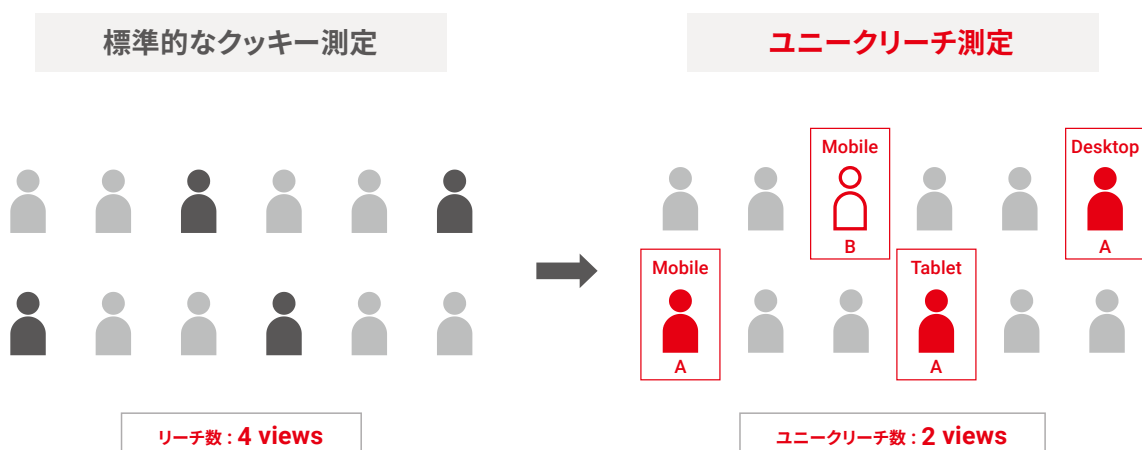 標準的なクッキー測定
ユニークリーチ測定
Mobile
B
Desktop
A
Mobile
A
Tablet
A
リーチ数 : 4 views
ユニークリーチ数 : 2 views